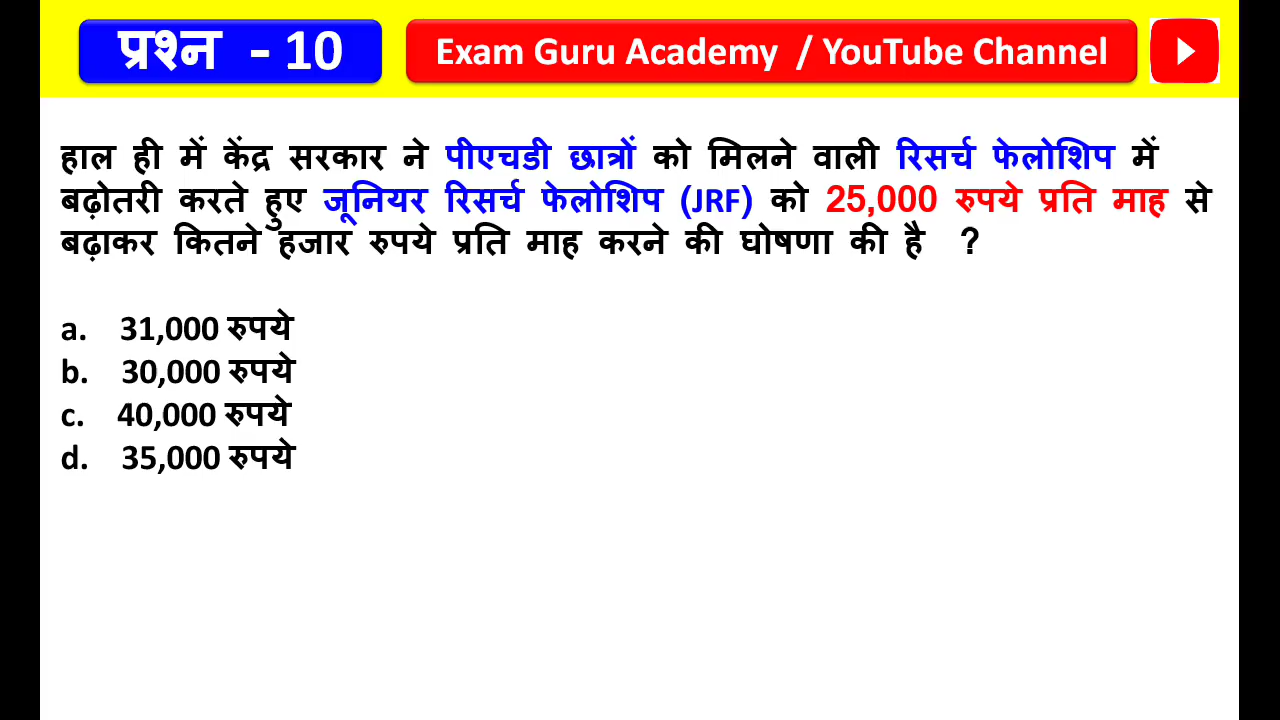 प्रश्न - 10
Exam Guru Academy / YouTube Channel
हाल ही में केंद्र सरकार ने पीएचडी छात्रों को मिलने वाली रिसर्च फेलोशिप में
बढ़ोतरी करते हुए जूनियर रिसर्च फेलोशिप (JRF) को 25,000 रुपये प्रति माह से
बढ़ाकर कितने हजार रुपये प्रति माह करने की घोषणा की है ?
a. 31,000 रुपये
b. 30,000 रुपये
c. 40,000 रुपये
d. 35,000 रुपये